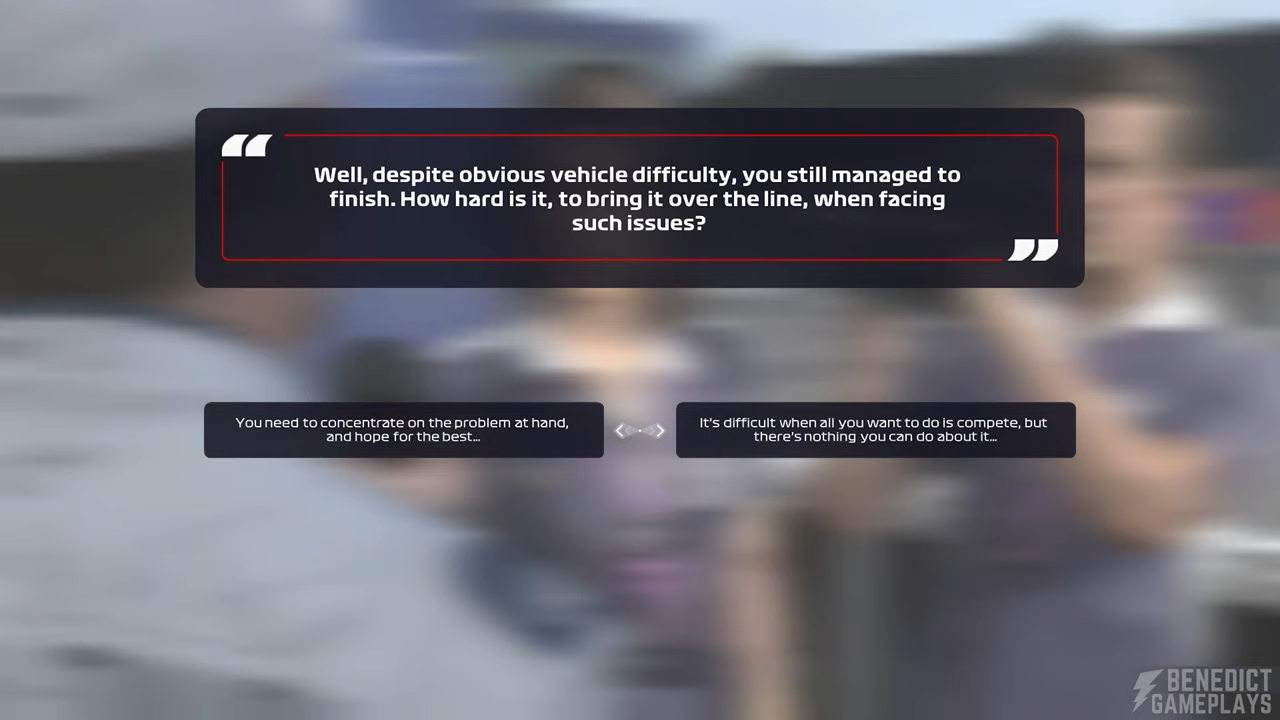 Well, despite obvious vehicle difficulty, you still managed to
finish. How hard is it, to bring it over the line, when facing
such issues?
You need to concentrate on the problem at hand,
and hope for the best...
It's difficult when all you want to do is compete, but
there's nothing you can do about it...
BENEDICT
GAMEPLAYS